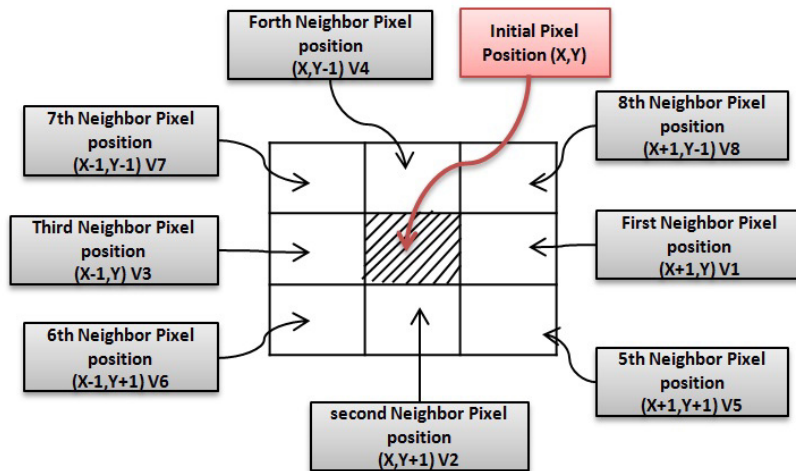 Forth Neighbor Pixel
position
(X,Y-1) V4
Initial Pixel
Position (X,Y)
7th Neighbor Pixel
position
(X-1,Y-1) V7
8th Neighbor Pixel
position
(X+1,Y-1) V8
Third Neighbor Pixel
position
(X-1,Y) V3
First Neighbor Pixel
position
(X+1,Y) V1
6th Neighbor Pixel
position
(X-1,Y+1) V6
5th Neighbor Pixel
position
(X+1,Y+1) V5
second Neighbor Pixel
position
(X,Y+1) V2